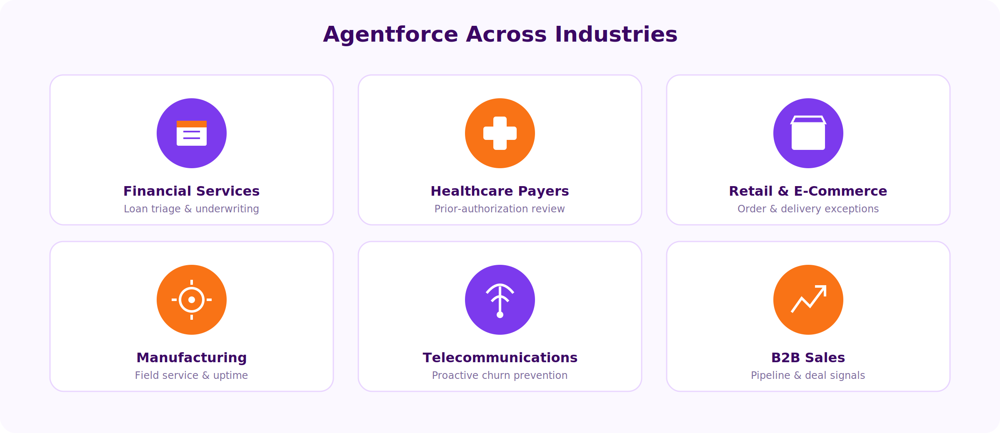 Agentforce Across Industries
Financial Services
Loan triage & underwriting
Healthcare Payers
Prior-authorization review
Retail & E-Commerce
Order & delivery exceptions
Manufacturing
Field service & uptime
Telecommunications
Proactive churn prevention
B2B Sales
Pipeline & deal signals